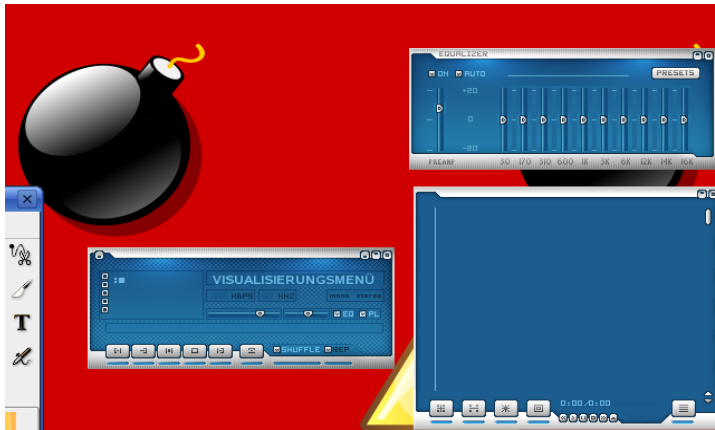 EQUALIZER
ON AUTO
PRESETS
+20
0
-20
PREAMP 30 170 310 600 1K 3K 6K 12K 14K 16K
VISUALISIERUNGSMENÜ
KBPS KHZ mono stereo
EQ PL
SHUFFLE REP
T
0:00/0:00